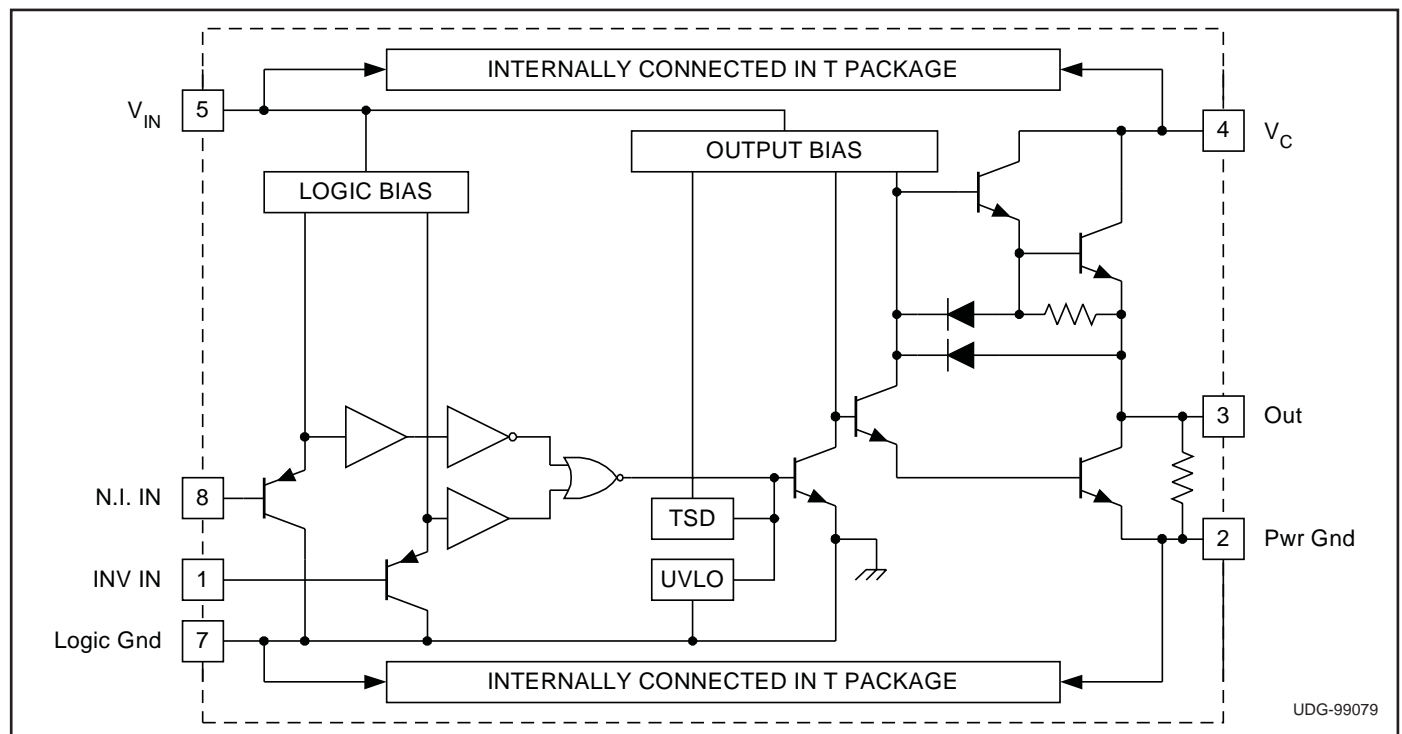 INTERNALLY CONNECTED IN T PACKAGE
V_IN
5
4
V_C
OUTPUT BIAS
LOGIC BIAS
3
Out
N.I. IN
8
TSD
2
Pwr Gnd
INV IN
1
UVLO
Logic Gnd
7
INTERNALLY CONNECTED IN T PACKAGE
UDG-99079